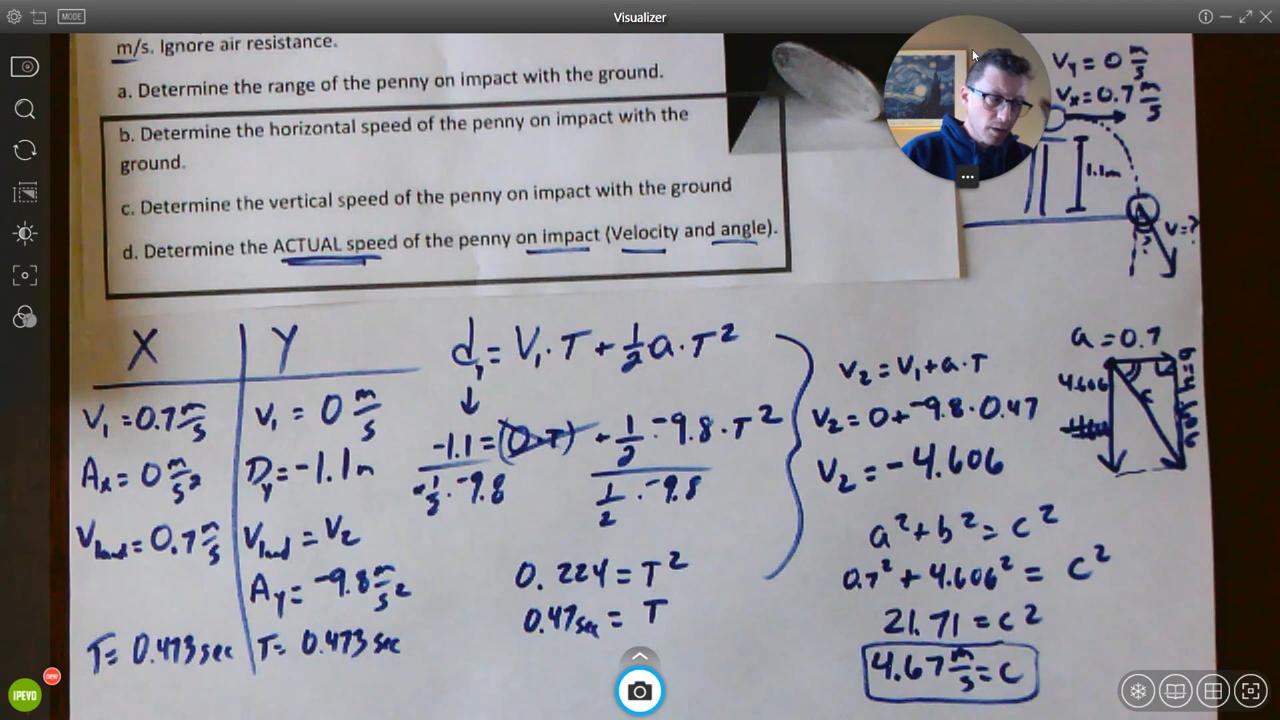 MODE
Visualizer
m/s. Ignore air resistance.
a. Determine the range of the penny on impact with the ground.
b. Determine the horizontal speed of the penny on impact with the
ground.
c. Determine the vertical speed of the penny on impact with the ground
d. Determine the ACTUAL speed of the penny on impact (Velocity and angle).
Vy = 0 m/s
Vx = 0.7 m/s
1.1m
V=?
X
V₁ = 0.7 m/s
Ax = 0 m/s²
Vland = 0.7 m/s
T = 0.473 sec
Y
V₁ = 0 m/s
Dy = -1.1m
Vland = V₂
Ay = -9.8 m/s²
T = 0.473 sec
dy = V₁·T + ½a·T²
-1.1 = (0·T) + ½·-9.8·T²
½·-9.8 ½·-9.8
0.224 = T²
0.47sec = T
V₂ = V₁ + a·T
V₂ = 0 + -9.8·0.47
V₂ = -4.606
a² + b² = c²
0.7² + 4.606² = c²
21.71 = c²
4.67 m/s = c
a = 0.7
4.606
c
new
IPEVO